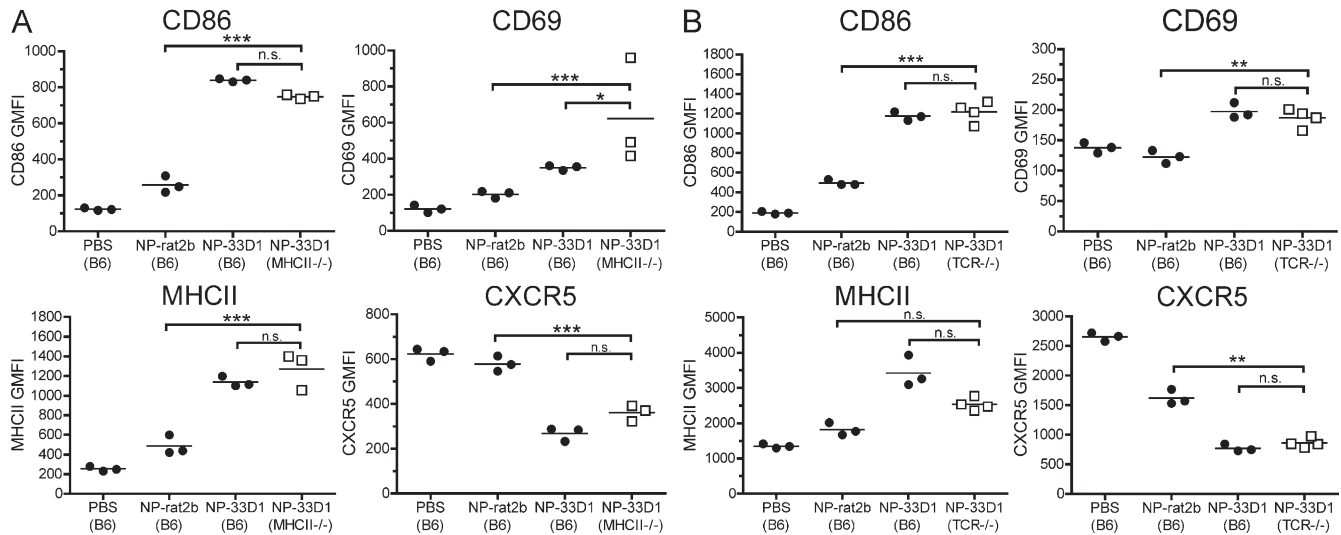 A
CD86
CD86 GMFI
1000
800
600
400
200
0
***
n.s.
PBS NP-rat2b NP-33D1 NP-33D1
(B6) (B6) (B6) (MHCII-/-)
CD69
CD69 GMFI
1000
800
600
400
200
0
***
*
PBS NP-rat2b NP-33D1 NP-33D1
(B6) (B6) (B6) (MHCII-/-)
B
CD86
CD86 GMFI
1800
1600
1400
1200
1000
800
600
400
200
0
***
n.s.
PBS NP-rat2b NP-33D1 NP-33D1
(B6) (B6) (B6) (TCR-/-)
CD69
CD69 GMFI
300
250
200
150
100
50
0
**
n.s.
PBS NP-rat2b NP-33D1 NP-33D1
(B6) (B6) (B6) (TCR-/-)
MHCII
MHCII GMFI
1800
1600
1400
1200
1000
800
600
400
200
0
***
n.s.
PBS NP-rat2b NP-33D1 NP-33D1
(B6) (B6) (B6) (MHCII-/-)
CXCR5
CXCR5 GMFI
800
600
400
200
0
***
n.s.
PBS NP-rat2b NP-33D1 NP-33D1
(B6) (B6) (B6) (MHCII-/-)
MHCII
MHCII GMFI
5000
4000
3000
2000
1000
0
n.s.
n.s.
PBS NP-rat2b NP-33D1 NP-33D1
(B6) (B6) (B6) (TCR-/-)
CXCR5
CXCR5 GMFI
3000
2500
2000
1500
1000
500
0
**
n.s.
PBS NP-rat2b NP-33D1 NP-33D1
(B6) (B6) (B6) (TCR-/-)